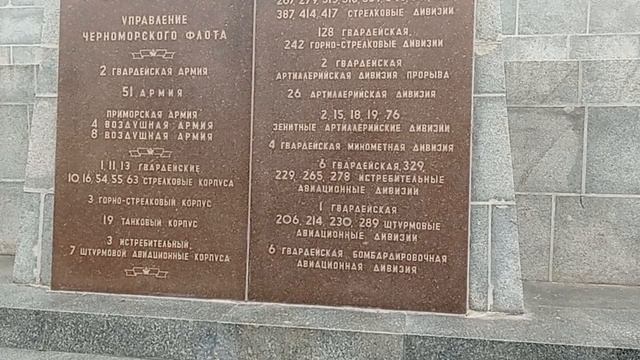 УПРАВЛЕНИЕ
ЧЕРНОМОРСКОГО ФЛОТА
2 ГВАРДЕЙСКАЯ АРМИЯ
51 АРМИЯ
ПРИМОРСКАЯ АРМИЯ
4 ВОЗДУШНАЯ АРМИЯ
8 ВОЗДУШНАЯ АРМИЯ
1, 11, 13 ГВАРДЕЙСКИЕ
10, 16, 54, 55, 63 СТРЕЛКОВЫЕ КОРПУСА
3 ГОРНО-СТРЕЛКОВЫЙ КОРПУС
19 ТАНКОВЫЙ КОРПУС
3 ИСТРЕБИТЕЛЬНЫЙ,
7 ШТУРМОВОЙ АВИАЦИОННЫЕ КОРПУСА
387, 414, 417 СТРЕЛКОВЫЕ ДИВИЗИИ
128 ГВАРДЕЙСКАЯ,
242 ГОРНО-СТРЕЛКОВЫЕ ДИВИЗИИ
2 ГВАРДЕЙСКАЯ
АРТИЛЛЕРИЙСКАЯ ДИВИЗИЯ ПРОРЫВА
26 АРТИЛЛЕРИЙСКАЯ ДИВИЗИЯ
2, 15, 18, 19, 76
ЗЕНИТНЫЕ АРТИЛЛЕРИЙСКИЕ ДИВИЗИИ
4 ГВАРДЕЙСКАЯ МИНОМЕТНАЯ ДИВИЗИЯ
6 ГВАРДЕЙСКАЯ, 329,
229, 265, 278 ИСТРЕБИТЕЛЬНЫЕ
АВИАЦИОННЫЕ ДИВИЗИИ
1 ГВАРДЕЙСКАЯ
206, 214, 230, 289 ШТУРМОВЫЕ
АВИАЦИОННЫЕ ДИВИЗИИ
6 ГВАРДЕЙСКАЯ БОМБАРДИРОВОЧНАЯ
АВИАЦИОННАЯ ДИВИЗИЯ